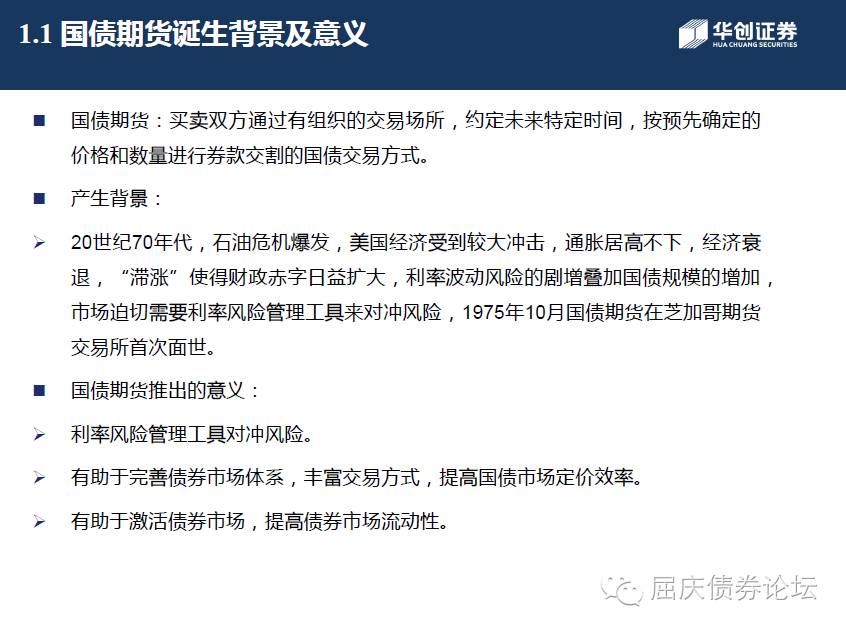 1.1 国债期货诞生背景及意义
华创证券
HUA CHUANG SECURITIES
■ 国债期货：买卖双方通过有组织的交易场所，约定未来特定时间，按预先确定的
价格和数量进行券款交割的国债交易方式。
■ 产生背景：
➢ 20世纪70年代，石油危机爆发，美国经济受到较大冲击，通胀居高不下，经济衰
退，“滞涨”使得财政赤字日益扩大，利率波动风险的剧增叠加国债规模的增加，
市场迫切需要利率风险管理工具来对冲风险，1975年10月国债期货在芝加哥期货
交易所首次面世。
■ 国债期货推出的意义：
➢ 利率风险管理工具对冲风险。
➢ 有助于完善债券市场体系，丰富交易方式，提高国债市场定价效率。
➢ 有助于激活债券市场，提高债券市场流动性。
屈庆债券论坛